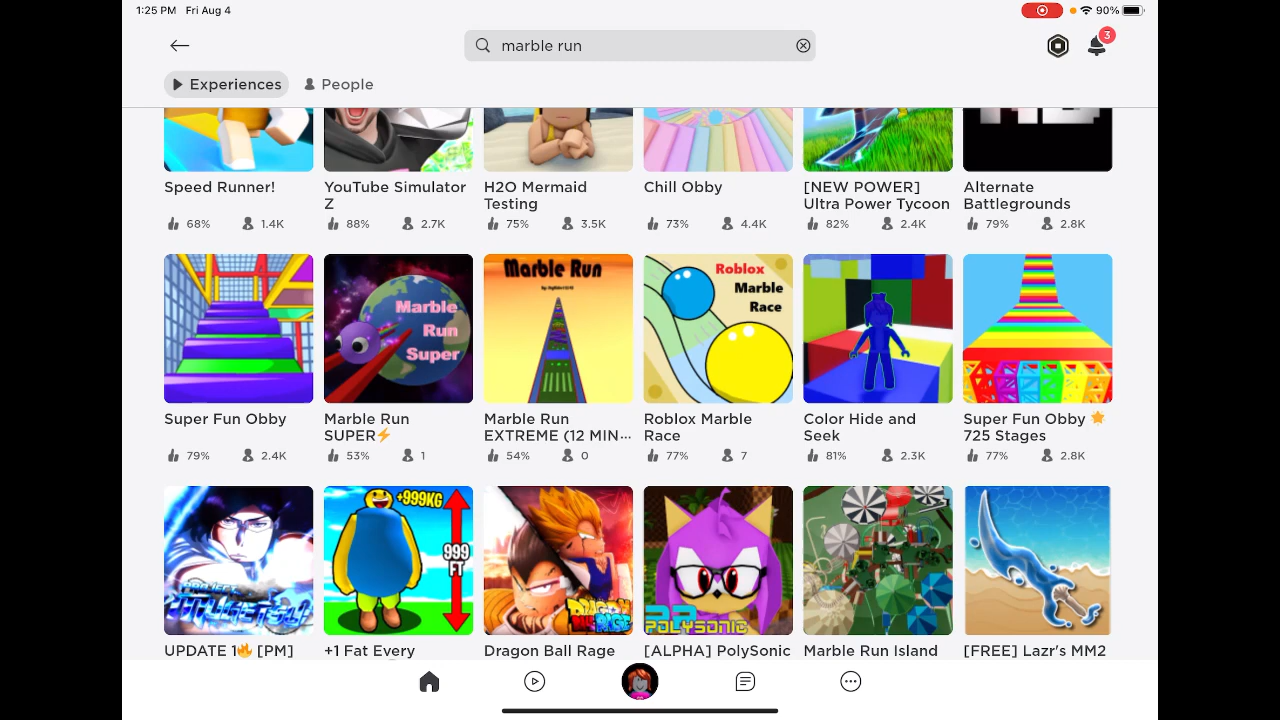 1:25 PM Fri Aug 4
90%
marble run
3
Experiences
People
Speed Runner!
YouTube Simulator
Z
H2O Mermaid
Testing
Chill Obby
[NEW POWER]
Ultra Power Tycoon
Alternate
Battlegrounds
68% 1.4K
88% 2.7K
75% 3.5K
73% 4.4K
82% 2.4K
79% 2.8K
Marble
Run
Super
Marble Run
Roblox
Marble
Race
Super Fun Obby
Marble Run
SUPER⚡
Marble Run
EXTREME (12 MIN...
Roblox Marble
Race
Color Hide and
Seek
Super Fun Obby 🌟
725 Stages
79% 2.4K
53% 1
54% 0
77% 7
81% 2.3K
77% 2.8K
+999KG
999
FT
DRAGON
BALL RAGE
POLYSONIC
UPDATE 1🔥 [PM]
+1 Fat Every
Dragon Ball Rage
[ALPHA] PolySonic
Marble Run Island
[FREE] Lazr's MM2